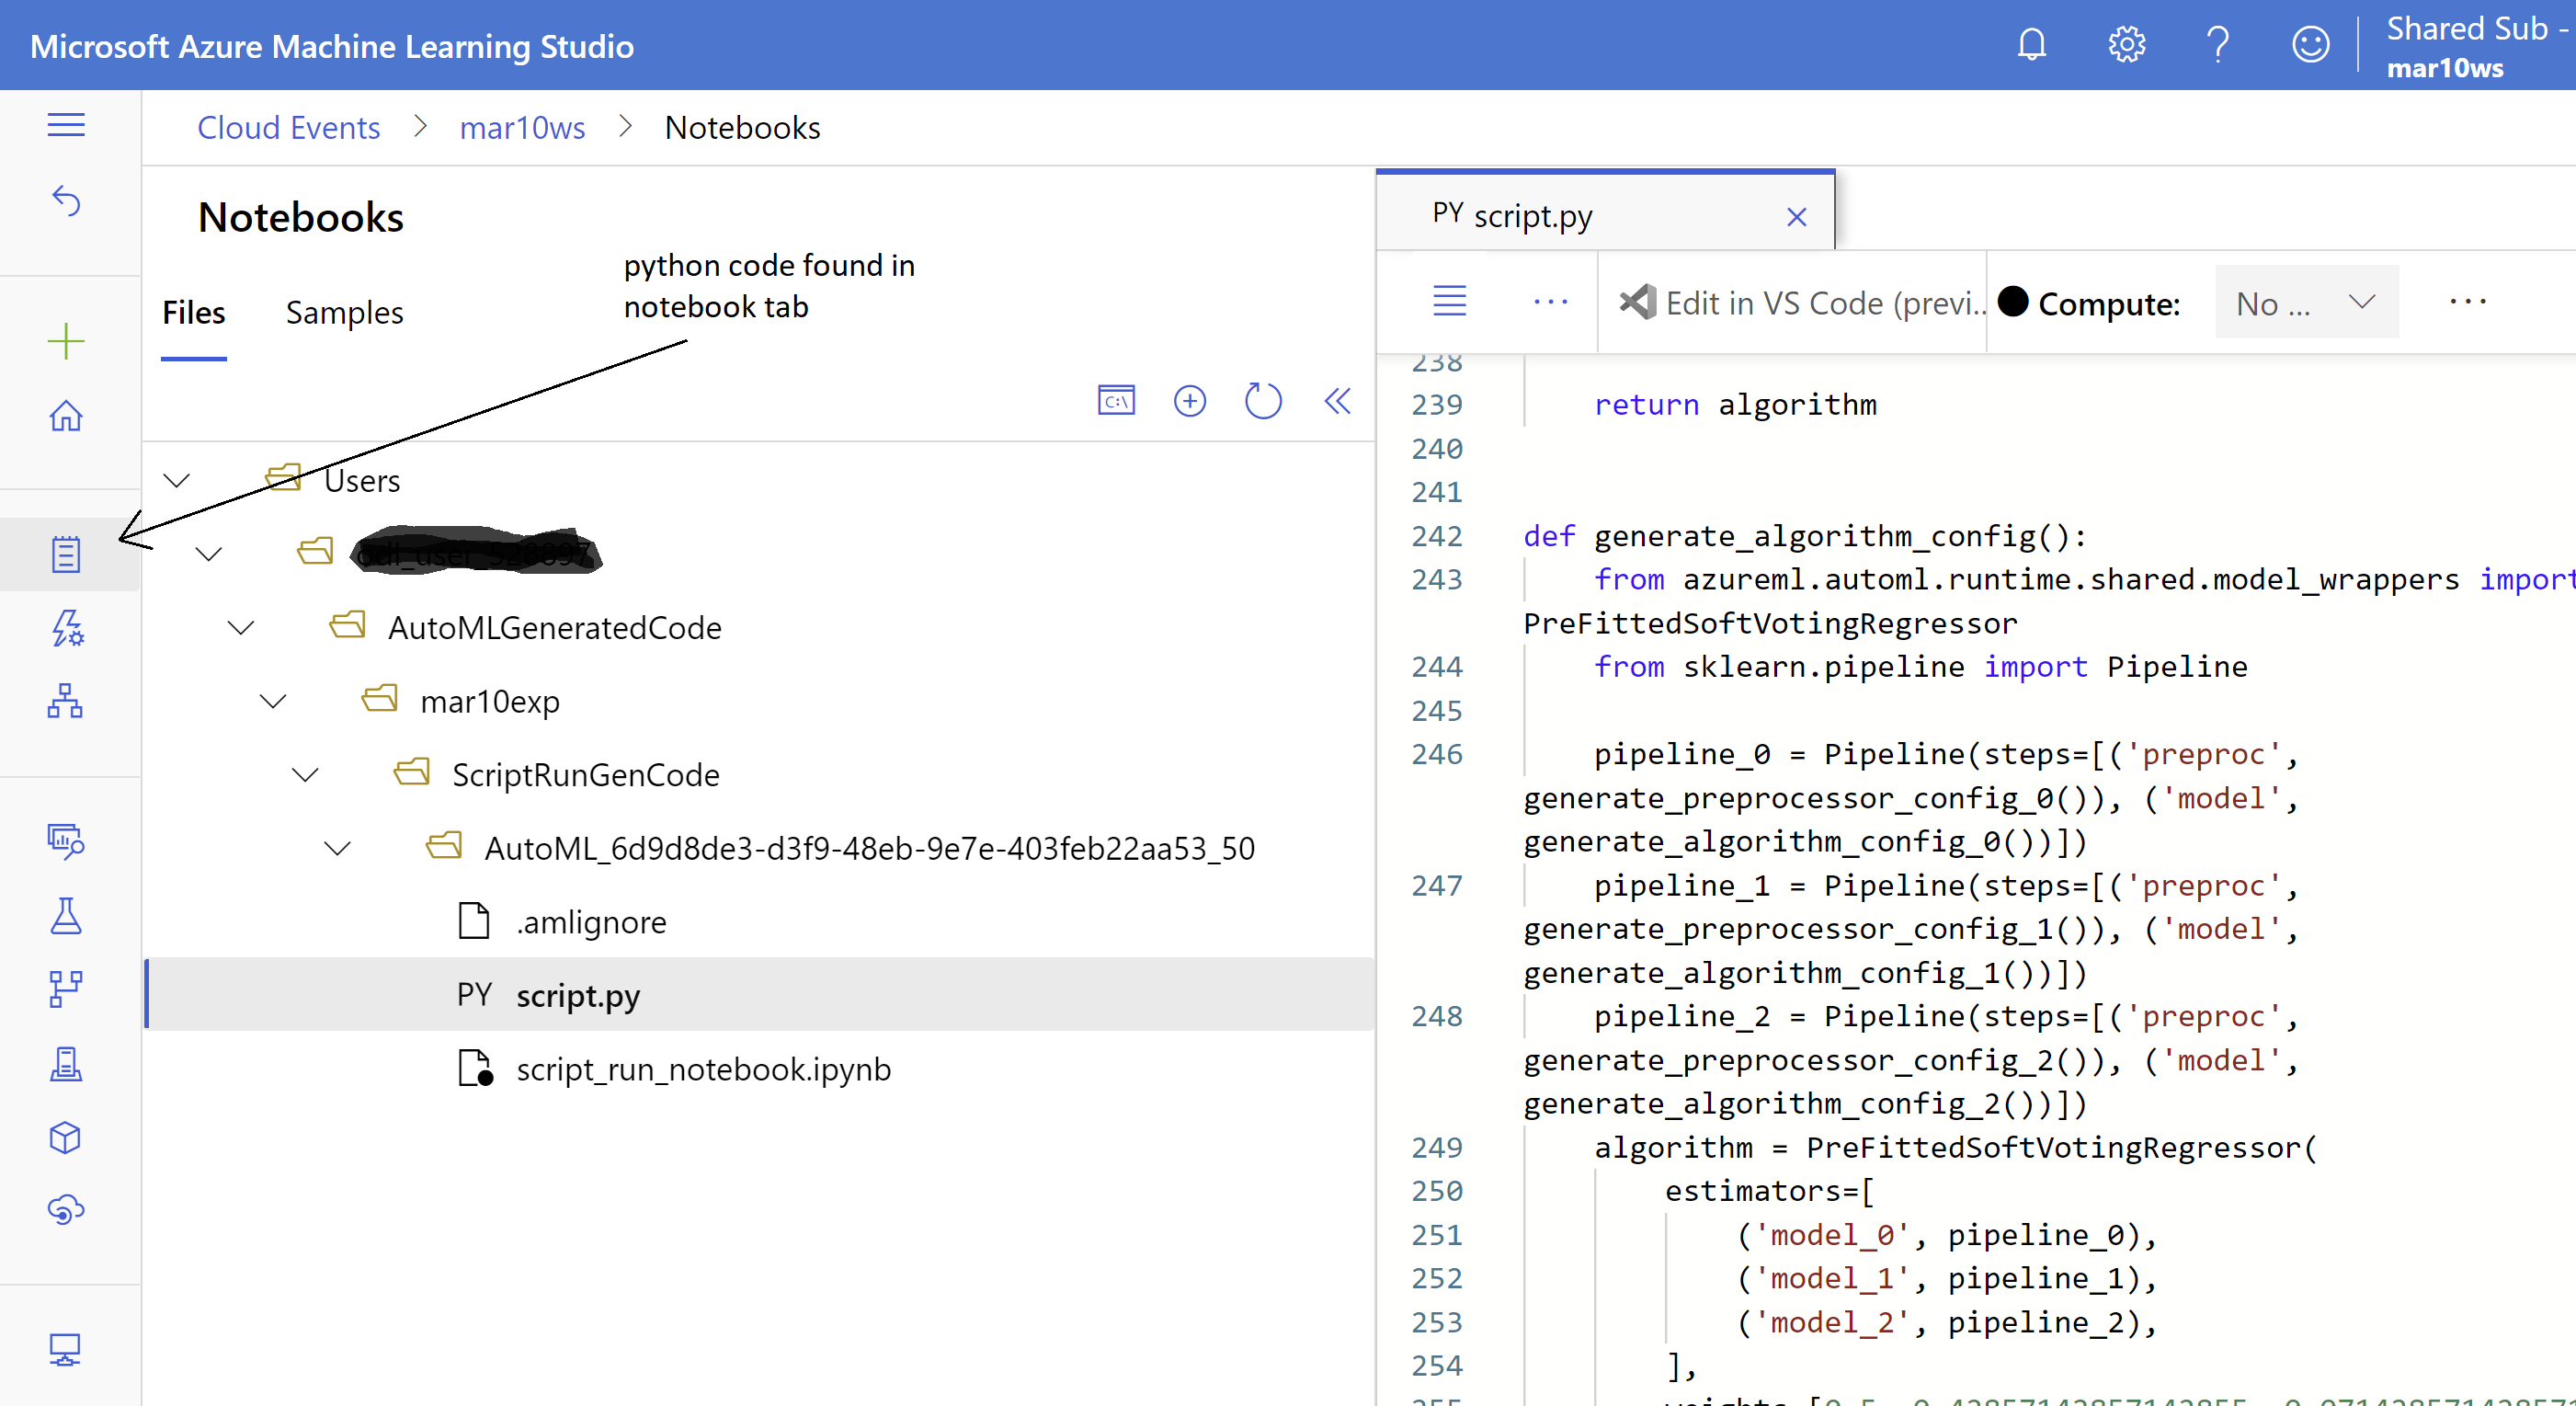 Microsoft Azure Machine Learning Studio
Shared Sub -
mar10ws
Cloud Events > mar10ws > Notebooks
Notebooks
python code found in
notebook tab
Files Samples
C:\
Users
AutoMLGeneratedCode
mar10exp
ScriptRunGenCode
AutoML_6d9d8de3-d3f9-48eb-9e7e-403feb22aa53_50
.amlignore
PY script.py
script_run_notebook.ipynb
PY script.py
Edit in VS Code (previ... Compute: No ...
238
239 return algorithm
240
241
242 def generate_algorithm_config():
243 from azureml.automl.runtime.shared.model_wrappers import
PreFittedSoftVotingRegressor
244 from sklearn.pipeline import Pipeline
245
246 pipeline_0 = Pipeline(steps=[('preproc',
generate_preprocessor_config_0()), ('model',
generate_algorithm_config_0())])
247 pipeline_1 = Pipeline(steps=[('preproc',
generate_preprocessor_config_1()), ('model',
generate_algorithm_config_1())])
248 pipeline_2 = Pipeline(steps=[('preproc',
generate_preprocessor_config_2()), ('model',
generate_algorithm_config_2())])
249 algorithm = PreFittedSoftVotingRegressor(
250 estimators=[
251 ('model_0', pipeline_0),
252 ('model_1', pipeline_1),
253 ('model_2', pipeline_2),
254 ],